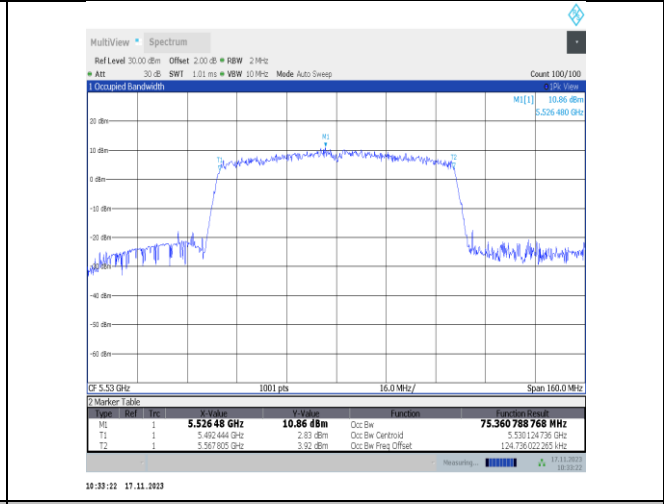 MultiView Spectrum
Ref Level 30.00 dBm Offset 2.00 dB RBW 2 MHz
Att 30 dB SWT 1.01 ms VBW 10 MHz Mode Auto Sweep Count 100/100
1 Occupied Bandwidth 1Pk View
M1[1] 10.86 dBm
5.526 480 GHz
20 dBm
M1
10 dBm
T1 T2
0 dBm
-10 dBm
-20 dBm
-40 dBm
-50 dBm
-60 dBm
CF 5.53 GHz 1001 pts 16.0 MHz/ Span 160.0 MHz
2 Marker Table
Type Ref Trc X-Value Y-Value Function Function Result
M1 1 5.526 48 GHz 10.86 dBm Occ Bw 75.360 788 768 MHz
T1 1 5.492 444 GHz 2.83 dBm Occ Bw Centroid 5.530 124 736 GHz
T2 1 5.567 805 GHz 3.92 dBm Occ Bw Freq Offset 124.736 022 265 kHz
Measuring... 17.11.2023
10:33:22
10:33:22 17.11.2023